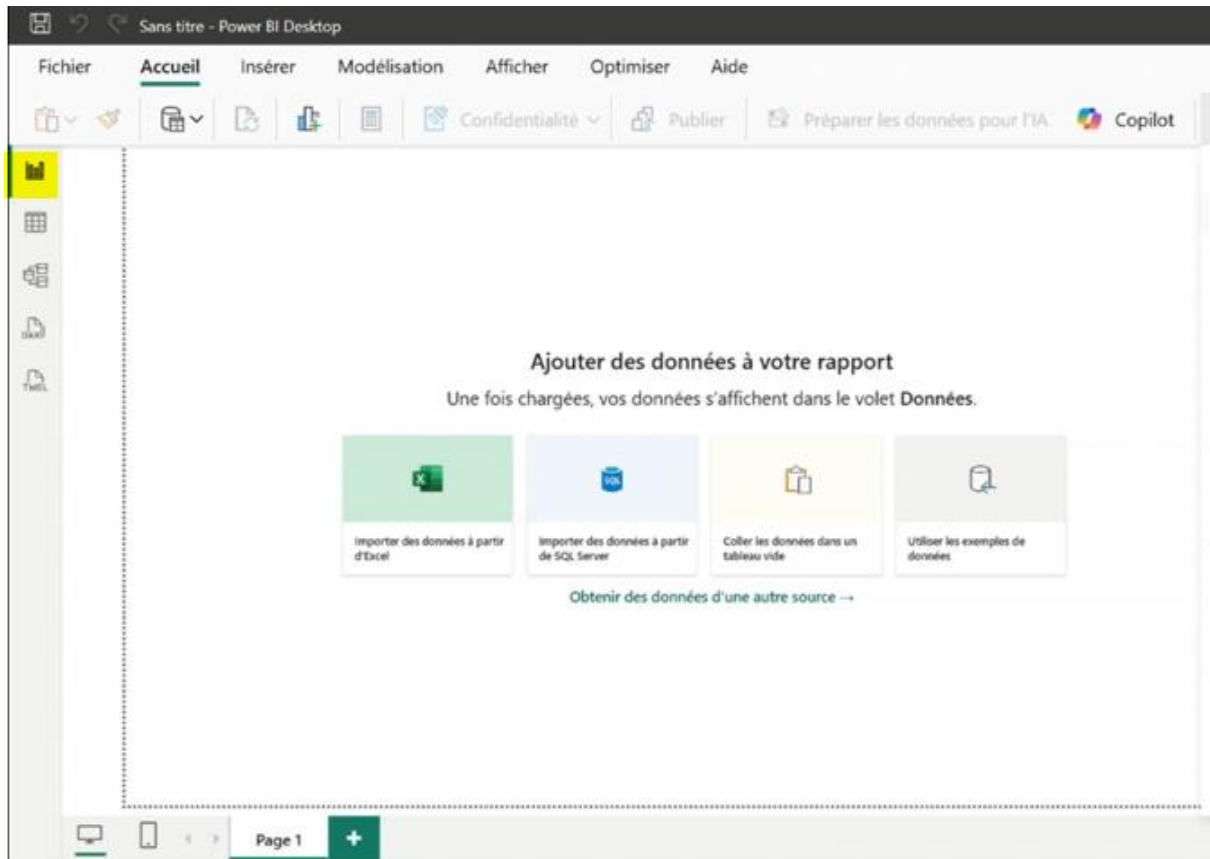 Sans titre - Power BI Desktop
Fichier Accueil Insérer Modélisation Afficher Optimiser Aide
Confidentialité Publier Préparer les données pour l'IA Copilot
Ajouter des données à votre rapport
Une fois chargées, vos données s'affichent dans le volet Données.
SQL
Importer des données à partir d'Excel
Importer des données à partir de SQL Server
Coller les données dans un tableau vide
Utiliser les exemples de données
Obtenir des données d'une autre source →
Page 1